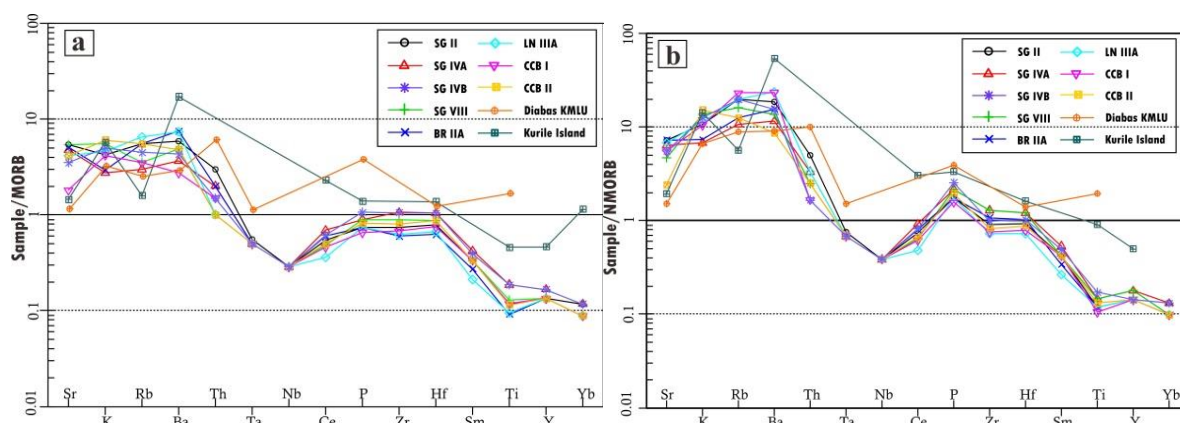 a
SG II
LN IIIA
SG IVA
CCB I
SG IVB
CCB II
SG VIII
Diabas KMLU
BR IIA
Kurile Island
Sample/MORB
100
10
1
0.1
0.01
Sr Rb Th Nb P Hf Ti Yb
K Ba Ta Ce Zr Sm Y
b
SG II
LN IIIA
SG IVA
CCB I
SG IVB
CCB II
SG VIII
Diabas KMLU
BR IIA
Kurile Island
Sample/NMORB
100
10
1
0.1
0.01
Sr Rb Th Nb P Hf Ti Yb
K Ba Ta Ce Zr Sm Y